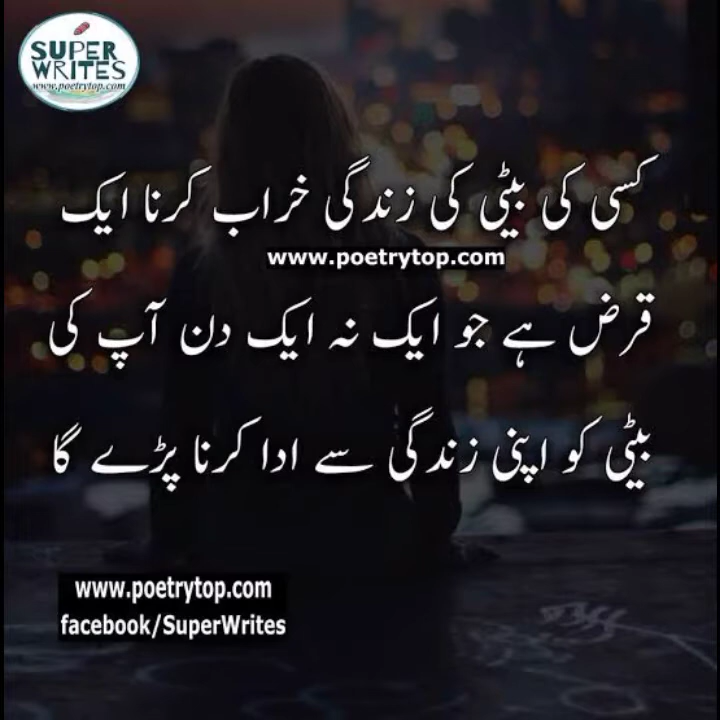 SUPER
WRITES
www.poetrytop.com
کسی کی بیٹی کی زندگی خراب کرنا ایک
www.poetrytop.com
قرض ہے جو ایک نہ ایک دن آپ کی
بیٹی کو اپنی زندگی سے ادا کرنا پڑے گا
www.poetrytop.com
facebook/SuperWrites